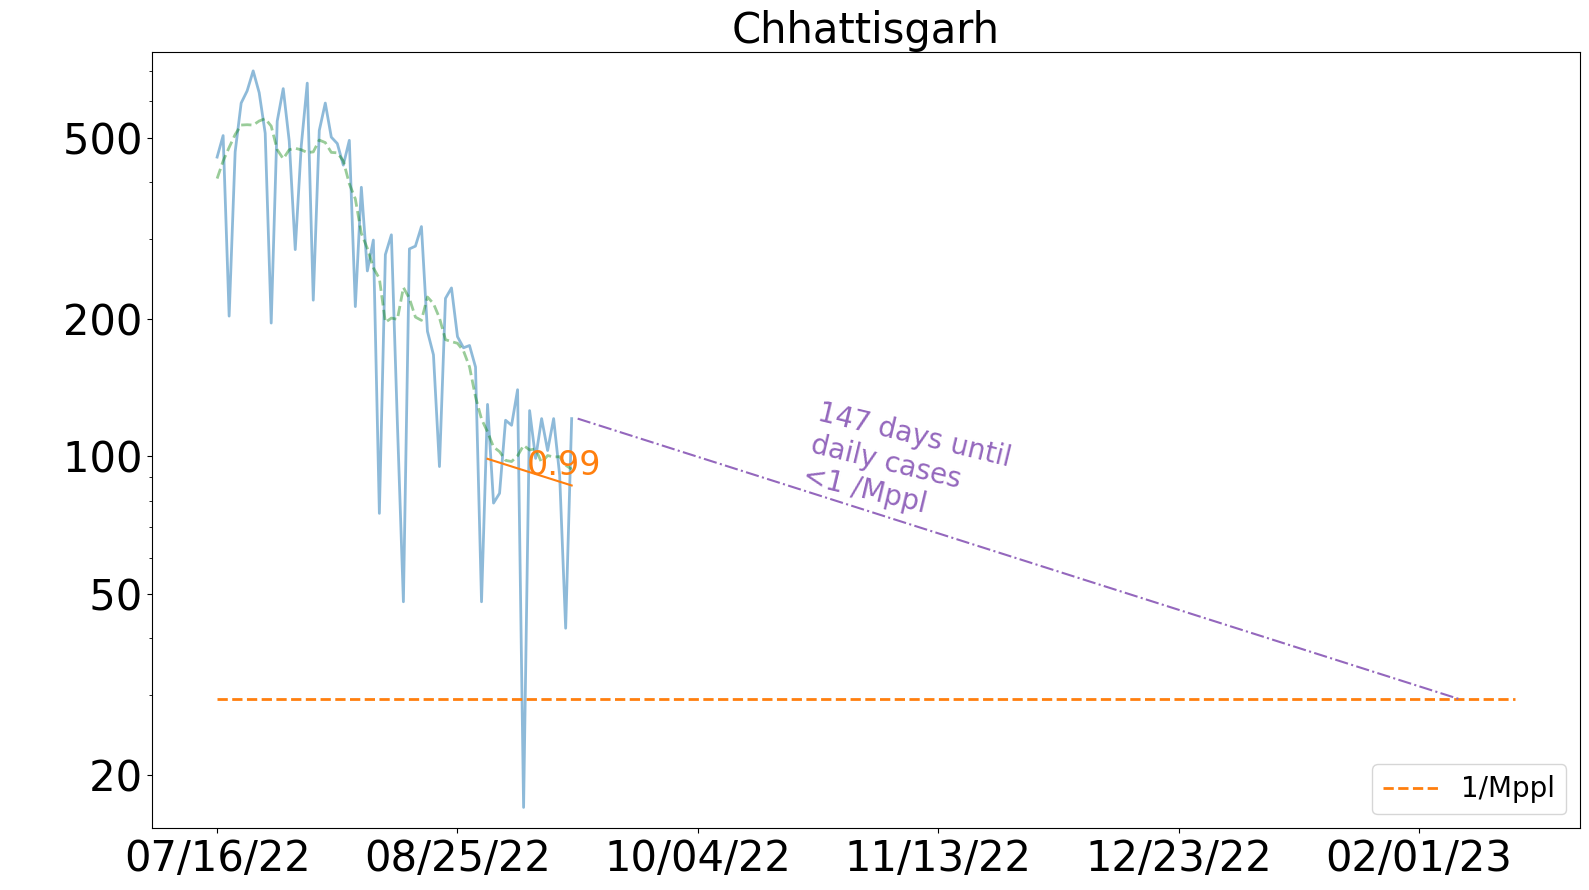 Chhattisgarh
500
200
100
50
20
0.99
147 days until
daily cases
<1 /Mppl
1/Mppl
07/16/22
08/25/22
10/04/22
11/13/22
12/23/22
02/01/23